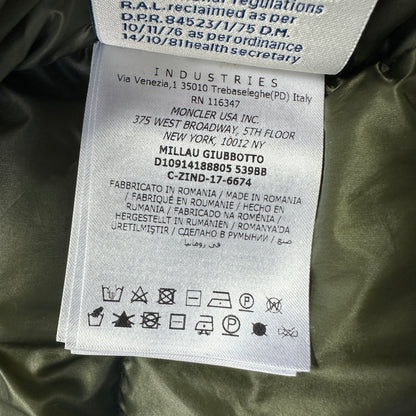 onal regulations
R.A.L. reclaimed as per
D.P.R. 84523/1/75 D.M.
10/11/76 as per ordinance
14/10/81 health secretary
INDUSTRIES
Via Venezia,1 35010 Trebaseleghe(PD) Italy
RN 116347
MONCLER USA INC.
375 WEST BROADWAY, 5TH FLOOR
NEW YORK, 10012 NY
MILLAU GIUBBOTTO
D10914188805 539BB
C-ZIND-17-6674
FABBRICATO IN ROMANIA / MADE IN ROMANIA
/ FABRIQUÉ EN ROUMANIE / HECHO EN
RUMANIA / FABRICADO NA ROMÉNIA /
HERGESTELLT IN RUMÄNIEN / ROMANYA'DA
ÜRETILMIŞTIR / СДЕЛАНО В РУМЫНИИ / صنع في رومانيا